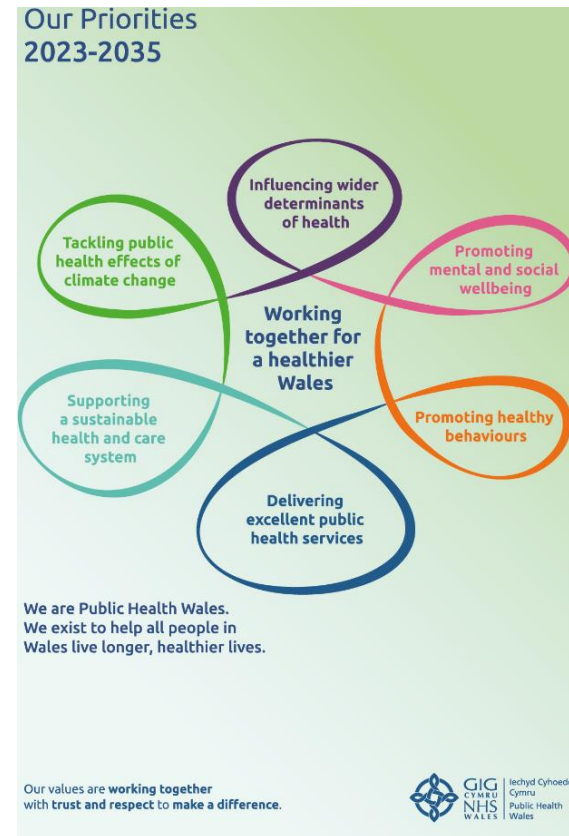 Our Priorities
2023-2035
Influencing wider
determinants
of health
Tackling public
health effects of
climate change
Promoting
mental and social
wellbeing
Working
together for
a healthier
Wales
Supporting
a sustainable
health and care
system
Promoting healthy
behaviours
Delivering
excellent public
health services
We are Public Health Wales.
We exist to help all people in
Wales live longer, healthier lives.
Our values are working together
with trust and respect to make a difference.
GIG
CYMRU
NHS
WALES
Iechyd Cyhoedd
Cymru
Public Health
Wales